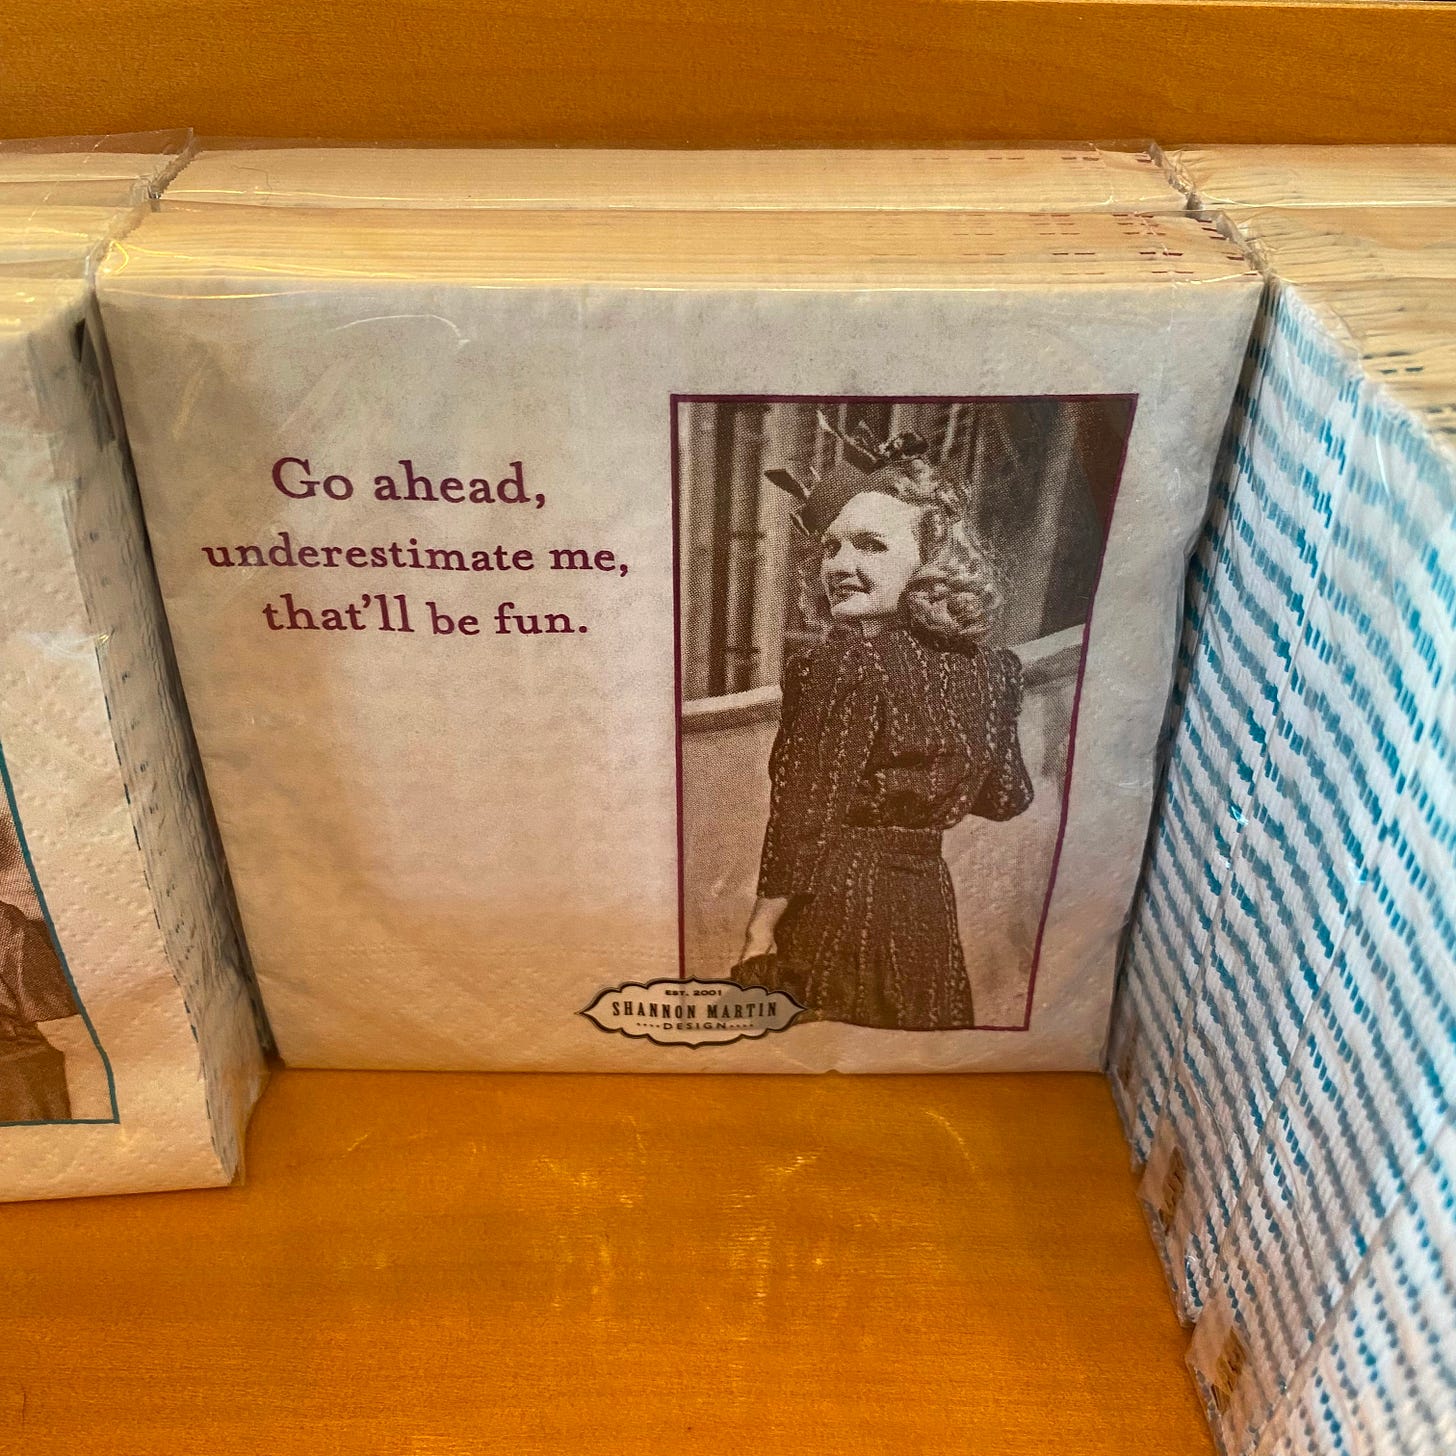 Go ahead,
underestimate me,
that'll be fun.
EST. 2001
SHANNON MARTIN
DESIGN